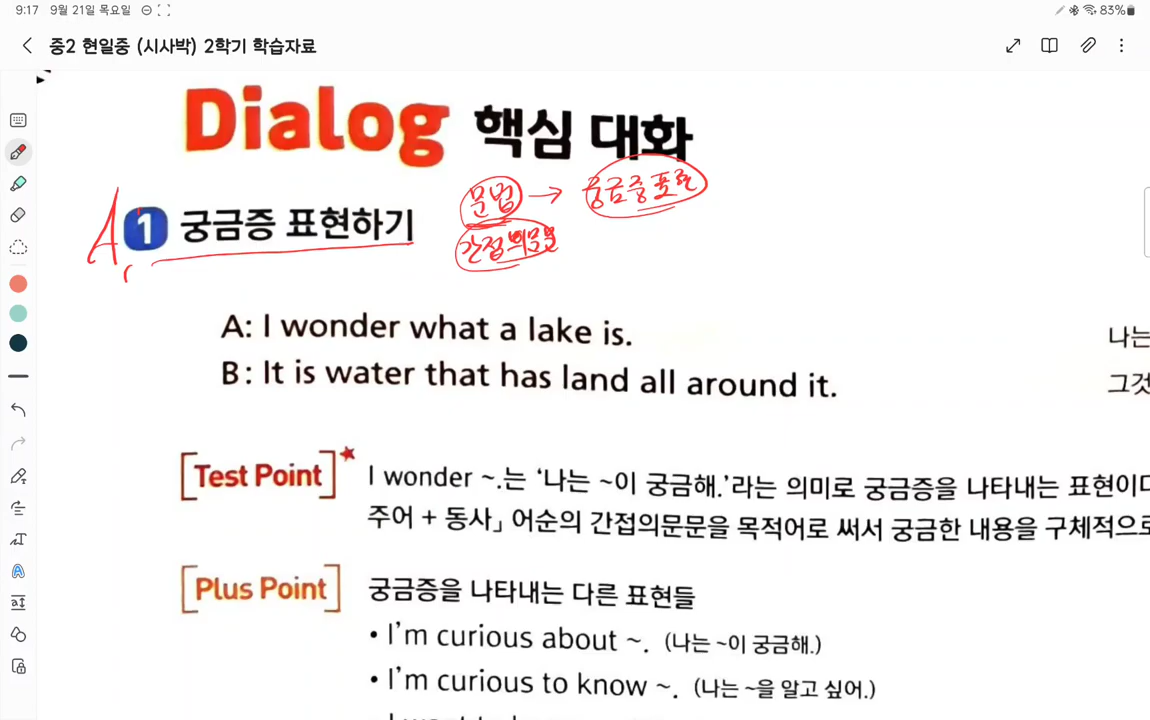 9:17 9월 21일 목요일
83%
중2 현일중 (시사박) 2학기 학습자료
Dialog 핵심 대화
문법 → 궁금증 표현
A 1 궁금증 표현하기
간접의문문
A: I wonder what a lake is.
나는
B: It is water that has land all around it.
그것
[Test Point]★ I wonder ~.는 ‘나는 ~이 궁금해.’라는 의미로 궁금증을 나타내는 표현이다
주어 + 동사」 어순의 간접의문문을 목적어로 써서 궁금한 내용을 구체적으로
[Plus Point] 궁금증을 나타내는 다른 표현들
• I’m curious about ~. (나는 ~이 궁금해.)
• I’m curious to know ~. (나는 ~을 알고 싶어.)